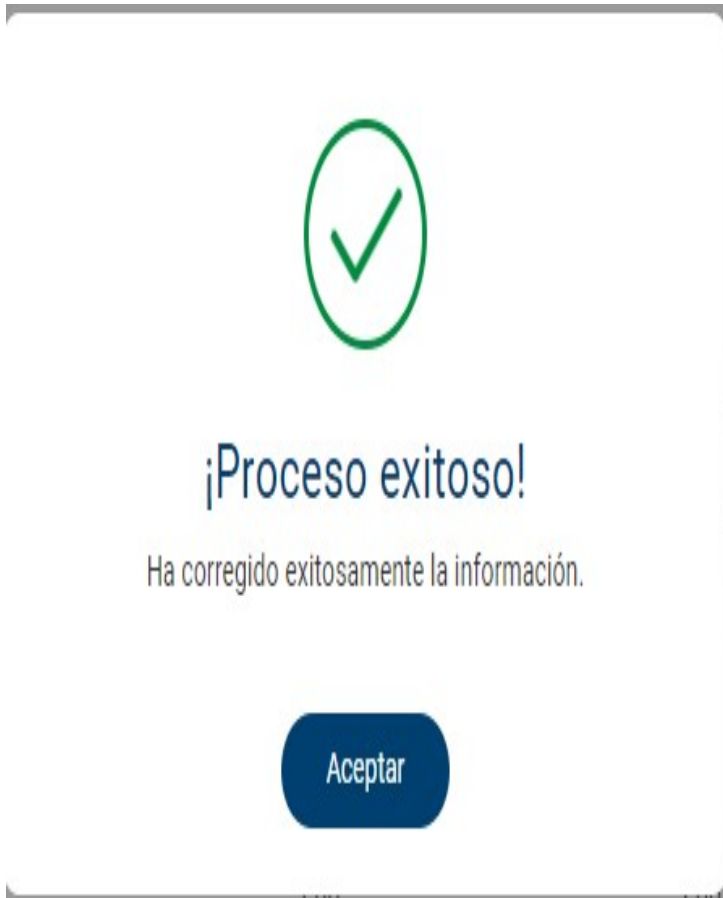 ¡Proceso exitoso!
Ha corregido exitosamente la información.
Aceptar